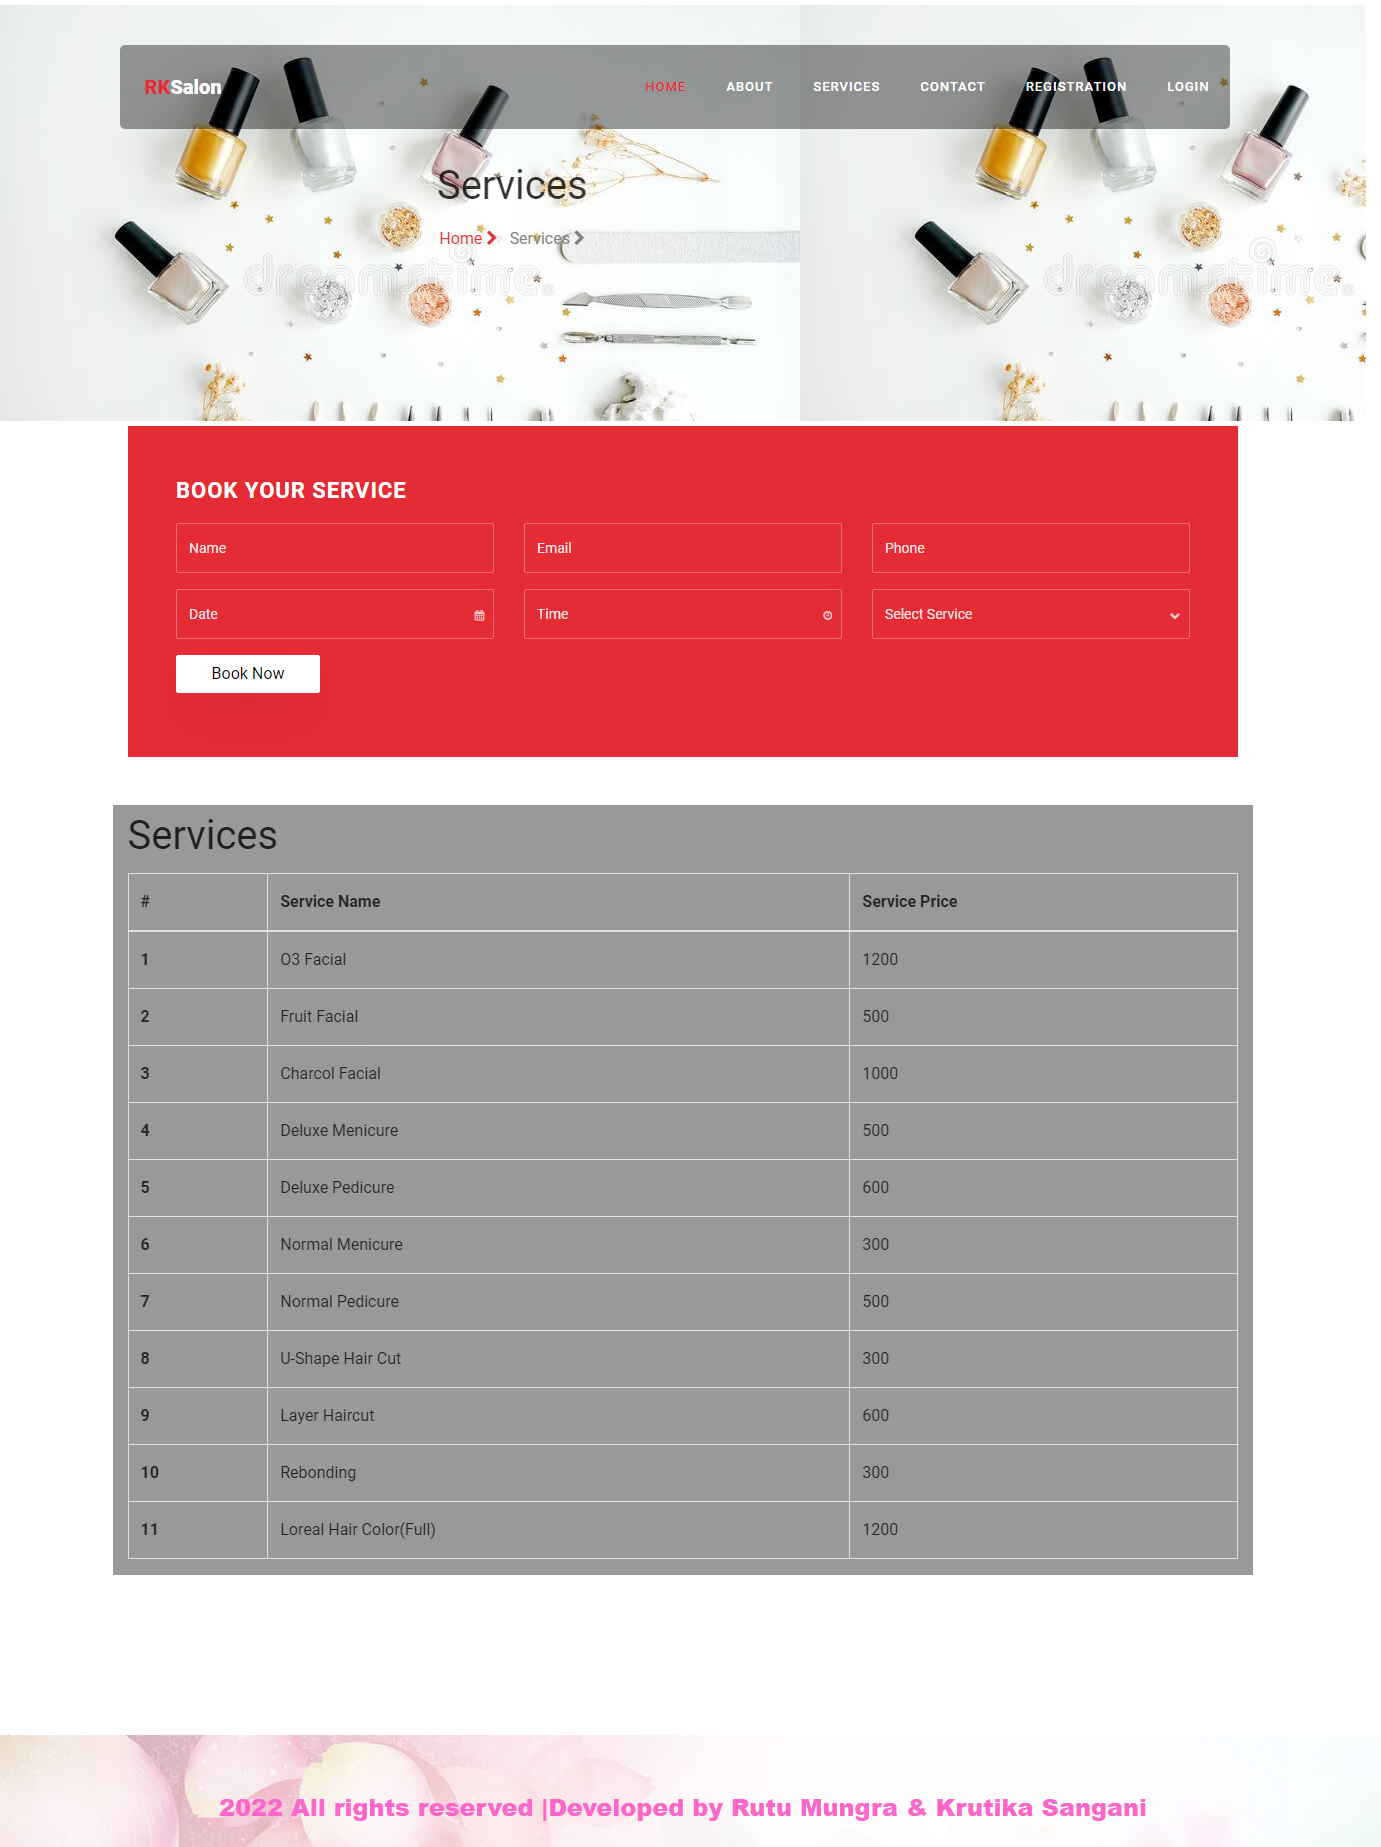 RKSalon HOME ABOUT SERVICES CONTACT REGISTRATION LOGIN
Services
Home Services
dreamstime. dreamstime.
BOOK YOUR SERVICE
Name Email Phone
Date Time Select Service
Book Now
Services
# Service Name Service Price
1 O3 Facial 1200
2 Fruit Facial 500
3 Charcol Facial 1000
4 Deluxe Menicure 500
5 Deluxe Pedicure 600
6 Normal Menicure 300
7 Normal Pedicure 500
8 U-Shape Hair Cut 300
9 Layer Haircut 600
10 Rebonding 300
11 Loreal Hair Color(Full) 1200
2022 All rights reserved |Developed by Rutu Mungra & Krutika Sangani